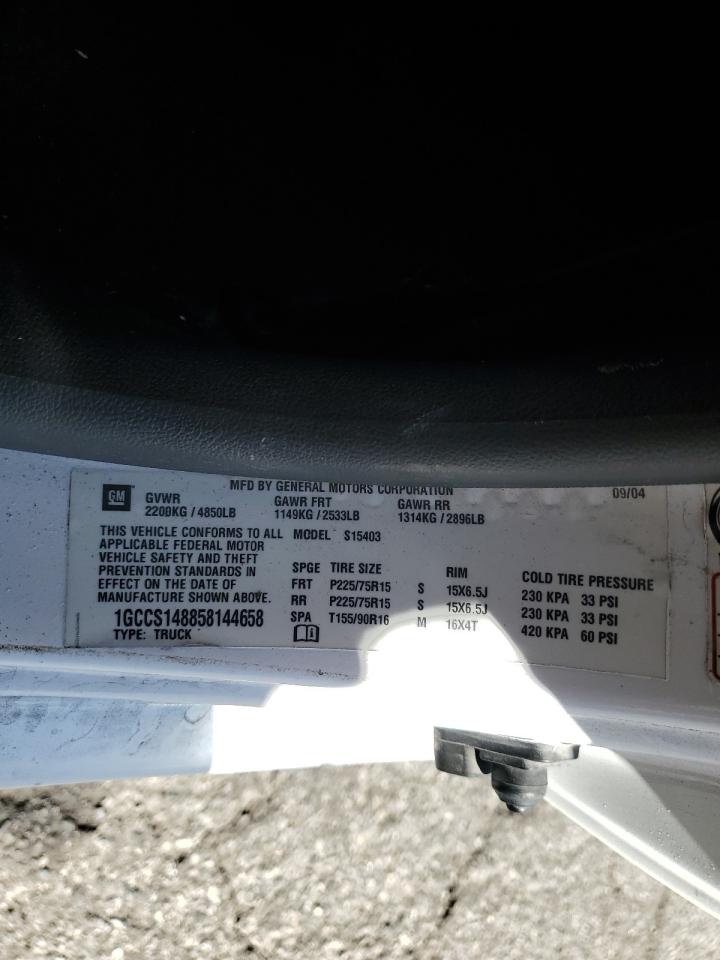 MFD BY GENERAL MOTORS CORPORATION 09/04
GM
GVWR GAWR FRT GAWR RR
2200KG / 4850LB 1149KG / 2533LB 1314KG / 2896LB
THIS VEHICLE CONFORMS TO ALL
APPLICABLE FEDERAL MOTOR
VEHICLE SAFETY AND THEFT
PREVENTION STANDARDS IN
EFFECT ON THE DATE OF
MANUFACTURE SHOWN ABOVE.
1GCCS148858144658
TYPE: TRUCK
MODEL S15403
SPGE TIRE SIZE RIM COLD TIRE PRESSURE
FRT P225/75R15 S 15X6.5J 230 KPA 33 PSI
RR P225/75R15 S 15X6.5J 230 KPA 33 PSI
SPA T155/90R16 M 16X4T 420 KPA 60 PSI